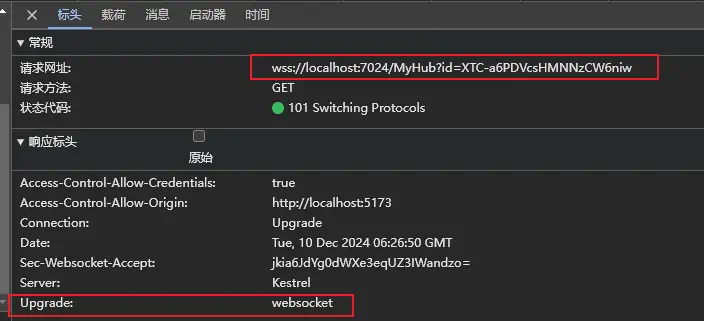 标头 载荷 消息 启动器 时间
常规
请求网址: wss://localhost:7024/MyHub?id=XTC-a6PDVcsHMNNzCW6niw
请求方法: GET
状态代码: 101 Switching Protocols
响应标头
原始
Access-Control-Allow-Credentials: true
Access-Control-Allow-Origin: http://localhost:5173
Connection: Upgrade
Date: Tue, 10 Dec 2024 06:26:50 GMT
Sec-Websocket-Accept: jkia6JdYg0dWXe3eqUZ3IWandzo=
Server: Kestrel
Upgrade: websocket